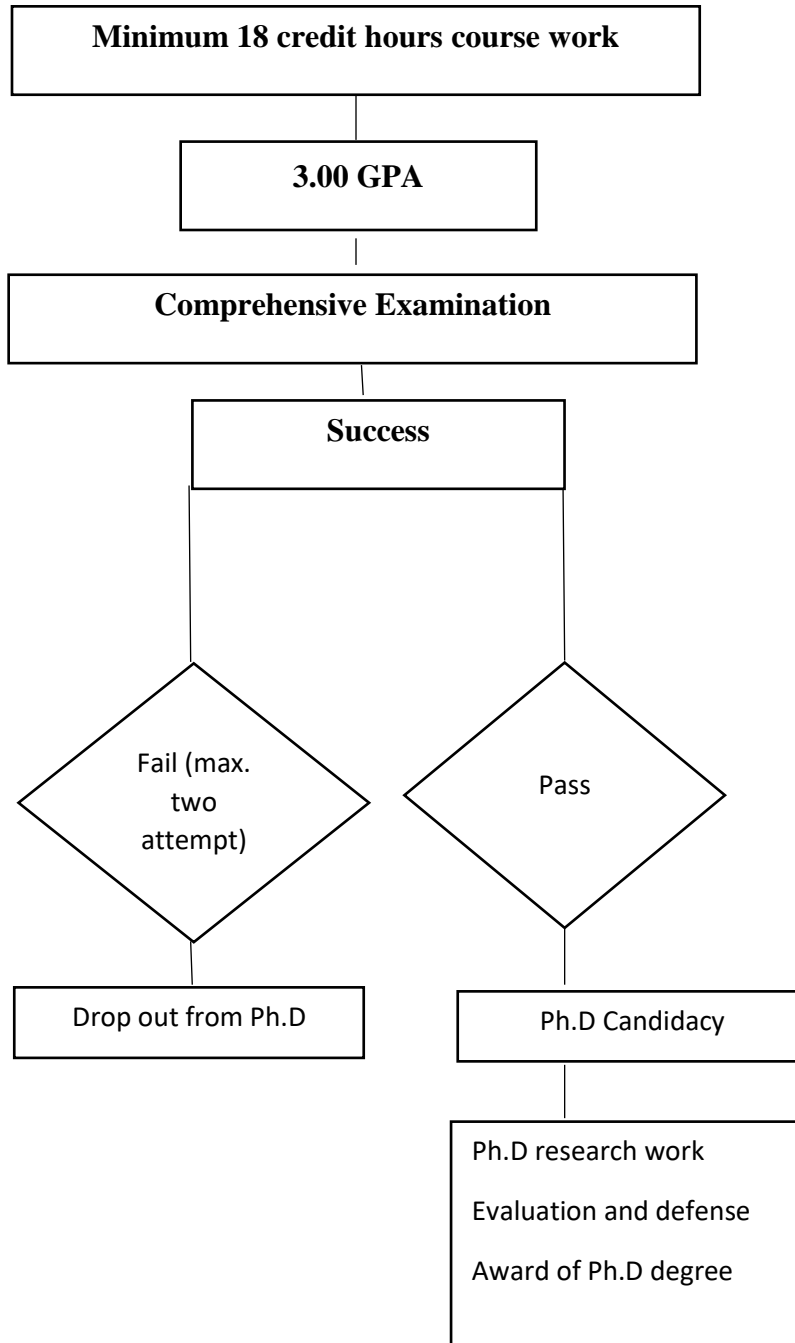 Minimum 18 credit hours course work
3.00 GPA
Comprehensive Examination
Success
Fail (max.
two
attempt)
Pass
Drop out from Ph.D
Ph.D Candidacy
Ph.D research work
Evaluation and defense
Award of Ph.D degree